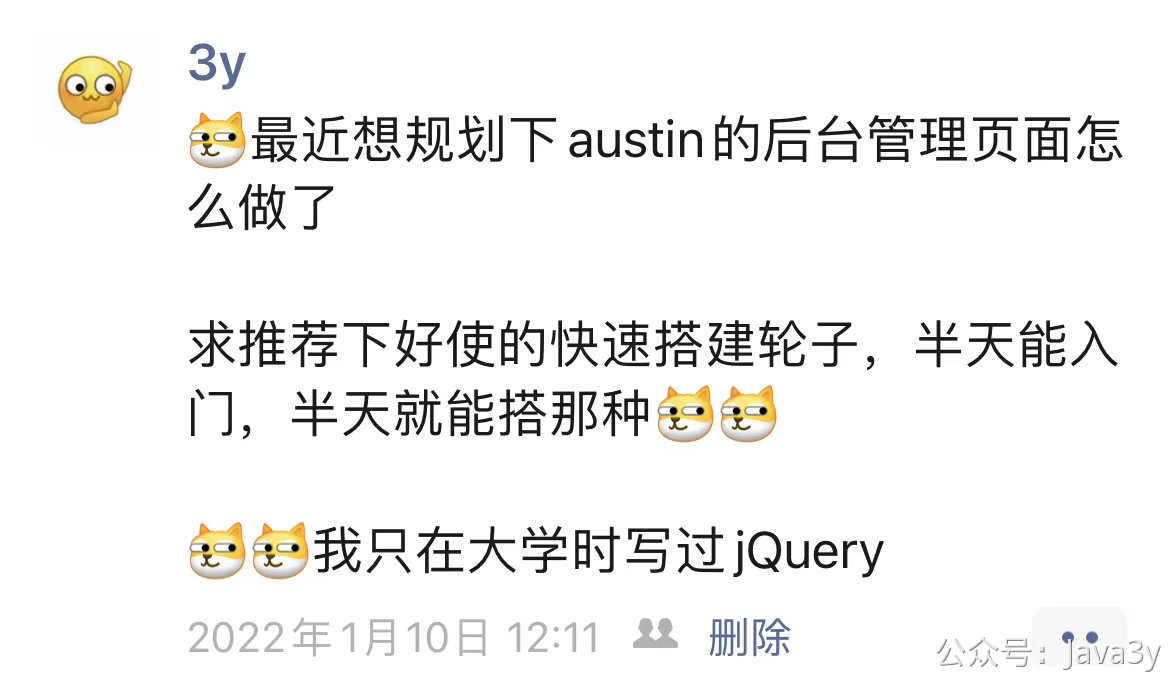 3y
最近想规划下austin的后台管理页面怎
么做了
求推荐下好使的快速搭建轮子，半天能入
门，半天就能搭那种
我只在大学时写过jQuery
2022年1月10日 12:11 删除
公众号：Java3y